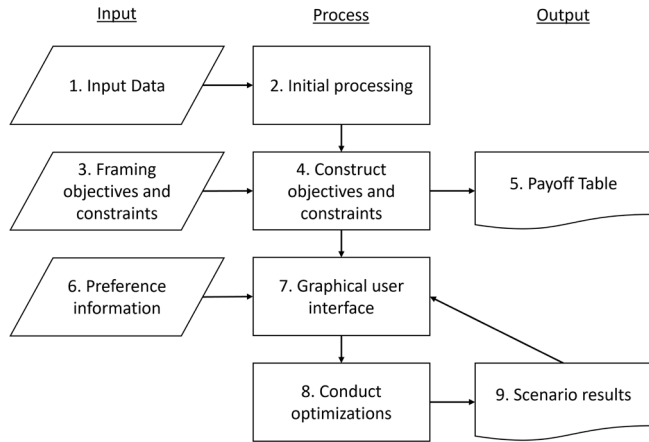 Input
Process
Output
1. Input Data
2. Initial processing
3. Framing
objectives and
constraints
4. Construct
objectives and
constraints
5. Payoff Table
6. Preference
information
7. Graphical user
interface
8. Conduct
optimizations
9. Scenario results